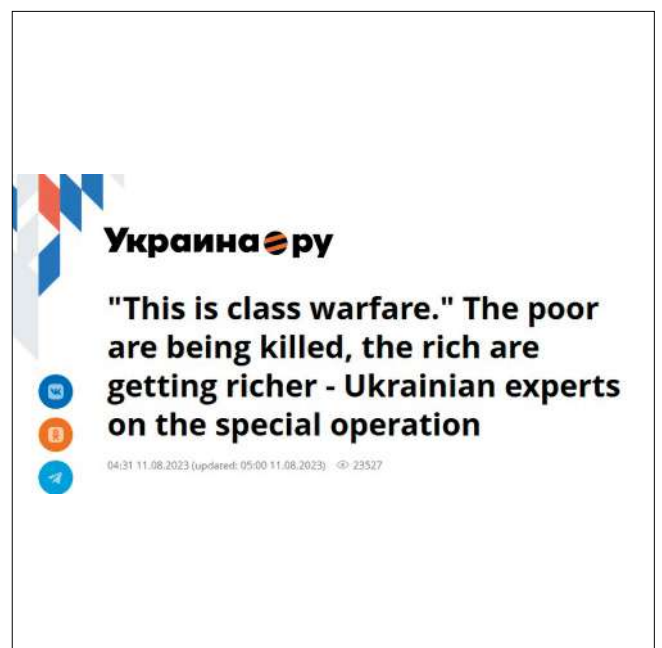 Украина ру
"This is class warfare." The poor
are being killed, the rich are
getting richer - Ukrainian experts
on the special operation
04:31 11.08.2023 (updated: 05:00 11.08.2023) 23527